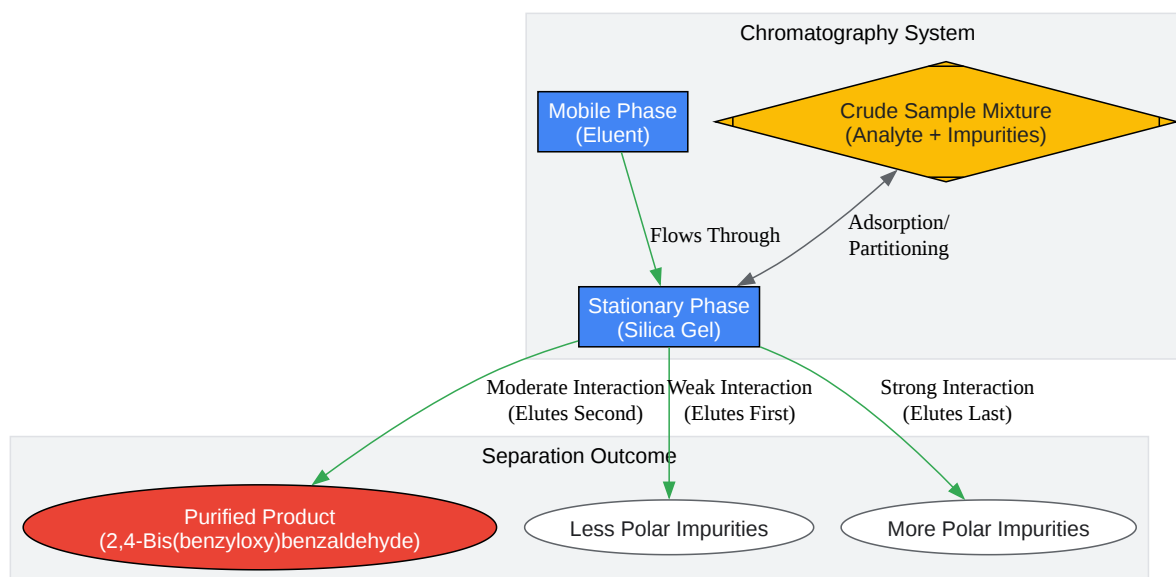 Chromatography System
Mobile Phase
(Eluent)
Crude Sample Mixture
(Analyte + Impurities)
Flows Through
Adsorption/
Partitioning
Stationary Phase
(Silica Gel)
Moderate Interaction
(Elutes Second)
Weak Interaction
(Elutes First)
Strong Interaction
(Elutes Last)
Separation Outcome
Purified Product
(2,4-Bis(benzyloxy)benzaldehyde)
Less Polar Impurities
More Polar Impurities